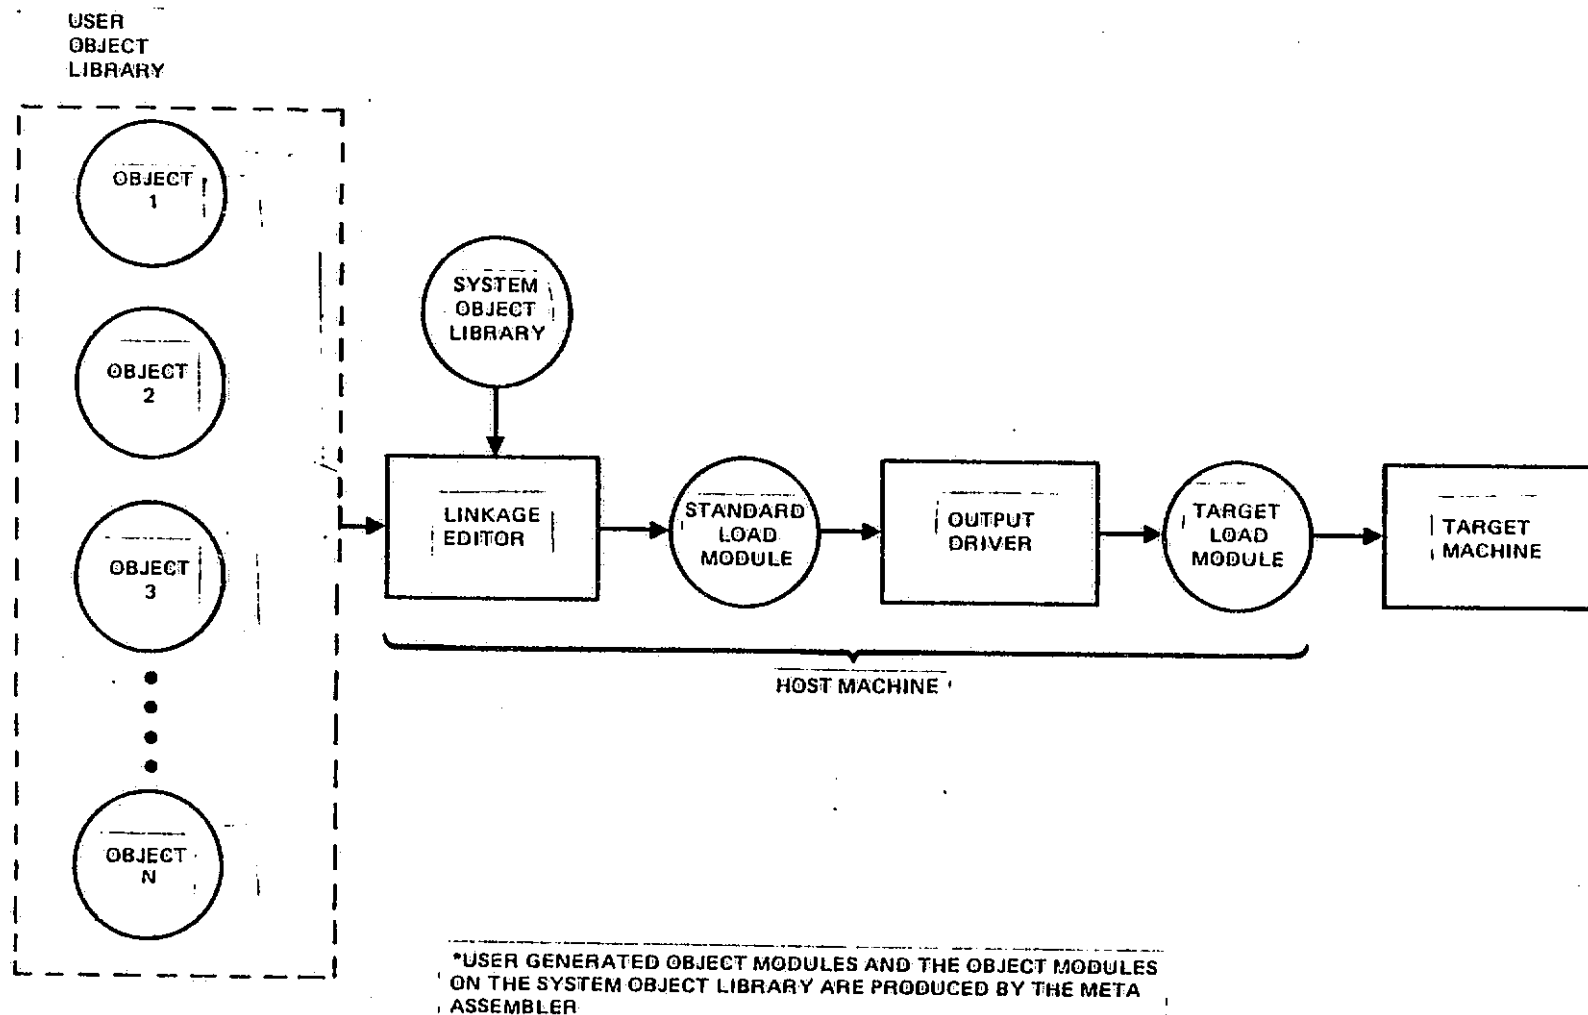 USER
OBJECT
LIBRARY
OBJECT
1
OBJECT
2
OBJECT
3
OBJECT
N
SYSTEM
OBJECT
LIBRARY
LINKAGE
EDITOR
STANDARD
LOAD
MODULE
OUTPUT
DRIVER
TARGET
LOAD
MODULE
TARGET
MACHINE
HOST MACHINE
*USER GENERATED OBJECT MODULES AND THE OBJECT MODULES
ON THE SYSTEM OBJECT LIBRARY ARE PRODUCED BY THE META
ASSEMBLER